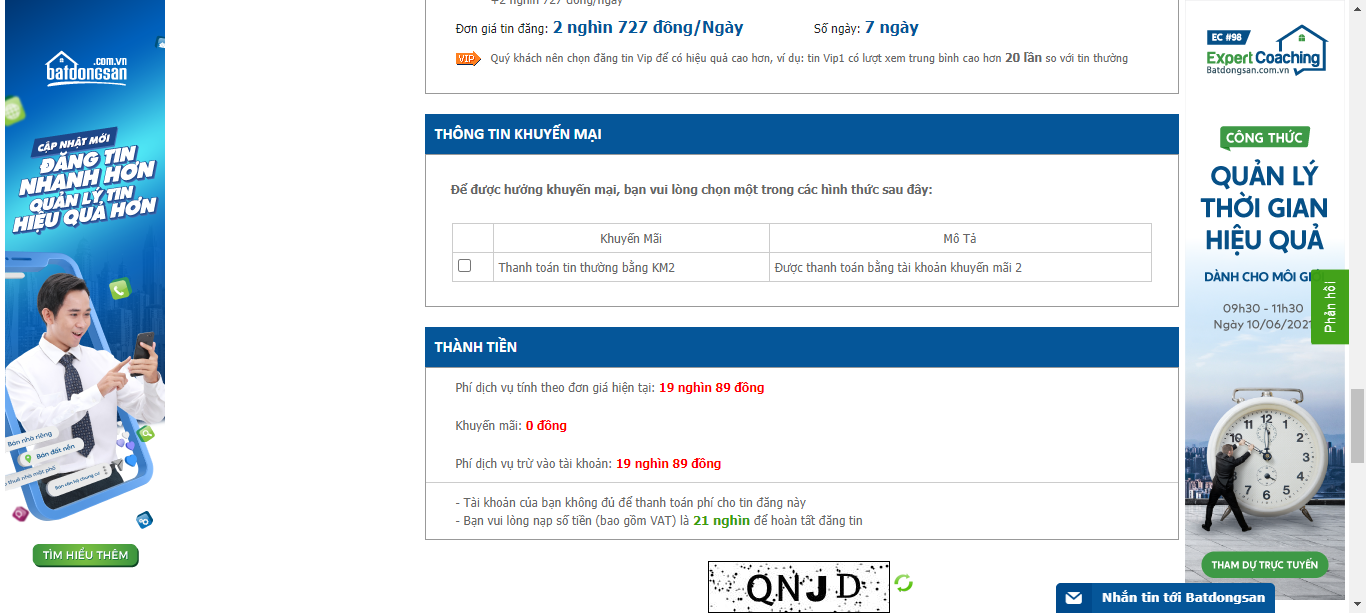 +2 nghìn 727 đồng/ngày
Đơn giá tin đăng: 2 nghìn 727 đồng/Ngày
Số ngày: 7 ngày
VIP Quý khách nên chọn đăng tin Vip để có hiệu quả cao hơn, ví dụ: tin Vip1 có lượt xem trung bình cao hơn 20 lần so với tin thường
THÔNG TIN KHUYẾN MẠI
Để được hưởng khuyến mại, bạn vui lòng chọn một trong các hình thức sau đây:
Khuyến Mãi
Mô Tả
Thanh toán tin thường bằng KM2
Được thanh toán bằng tài khoản khuyến mãi 2
THÀNH TIỀN
Phí dịch vụ tính theo đơn giá hiện tại: 19 nghìn 89 đồng
Khuyến mãi: 0 đồng
Phí dịch vụ trừ vào tài khoản: 19 nghìn 89 đồng
- Tài khoản của bạn không đủ để thanh toán phí cho tin đăng này
- Bạn vui lòng nạp số tiền (bao gồm VAT) là 21 nghìn để hoàn tất đăng tin
QNJD
.com.vn
batdongsan
CẬP NHẬT MỚI
ĐĂNG TIN
NHANH HƠN
QUẢN LÝ TIN
HIỆU QUẢ HƠN
Bán nhà riêng
Bán đất nền
thuê nhà mặt phố
Bán căn hộ chung cư
TÌM HIỂU THÊM
EC #98
Expert Coaching
Batdongsan.com.vn
CÔNG THỨC
QUẢN LÝ
THỜI GIAN
HIỆU QUẢ
DÀNH CHO MÔI GI
09h30 - 11h30
Ngày 10/06/2021
Phản hồi
12
11 1
10 2
3
4
7 6 5
THAM DỰ TRỰC TUYẾN
Nhắn tin tới Batdongsan